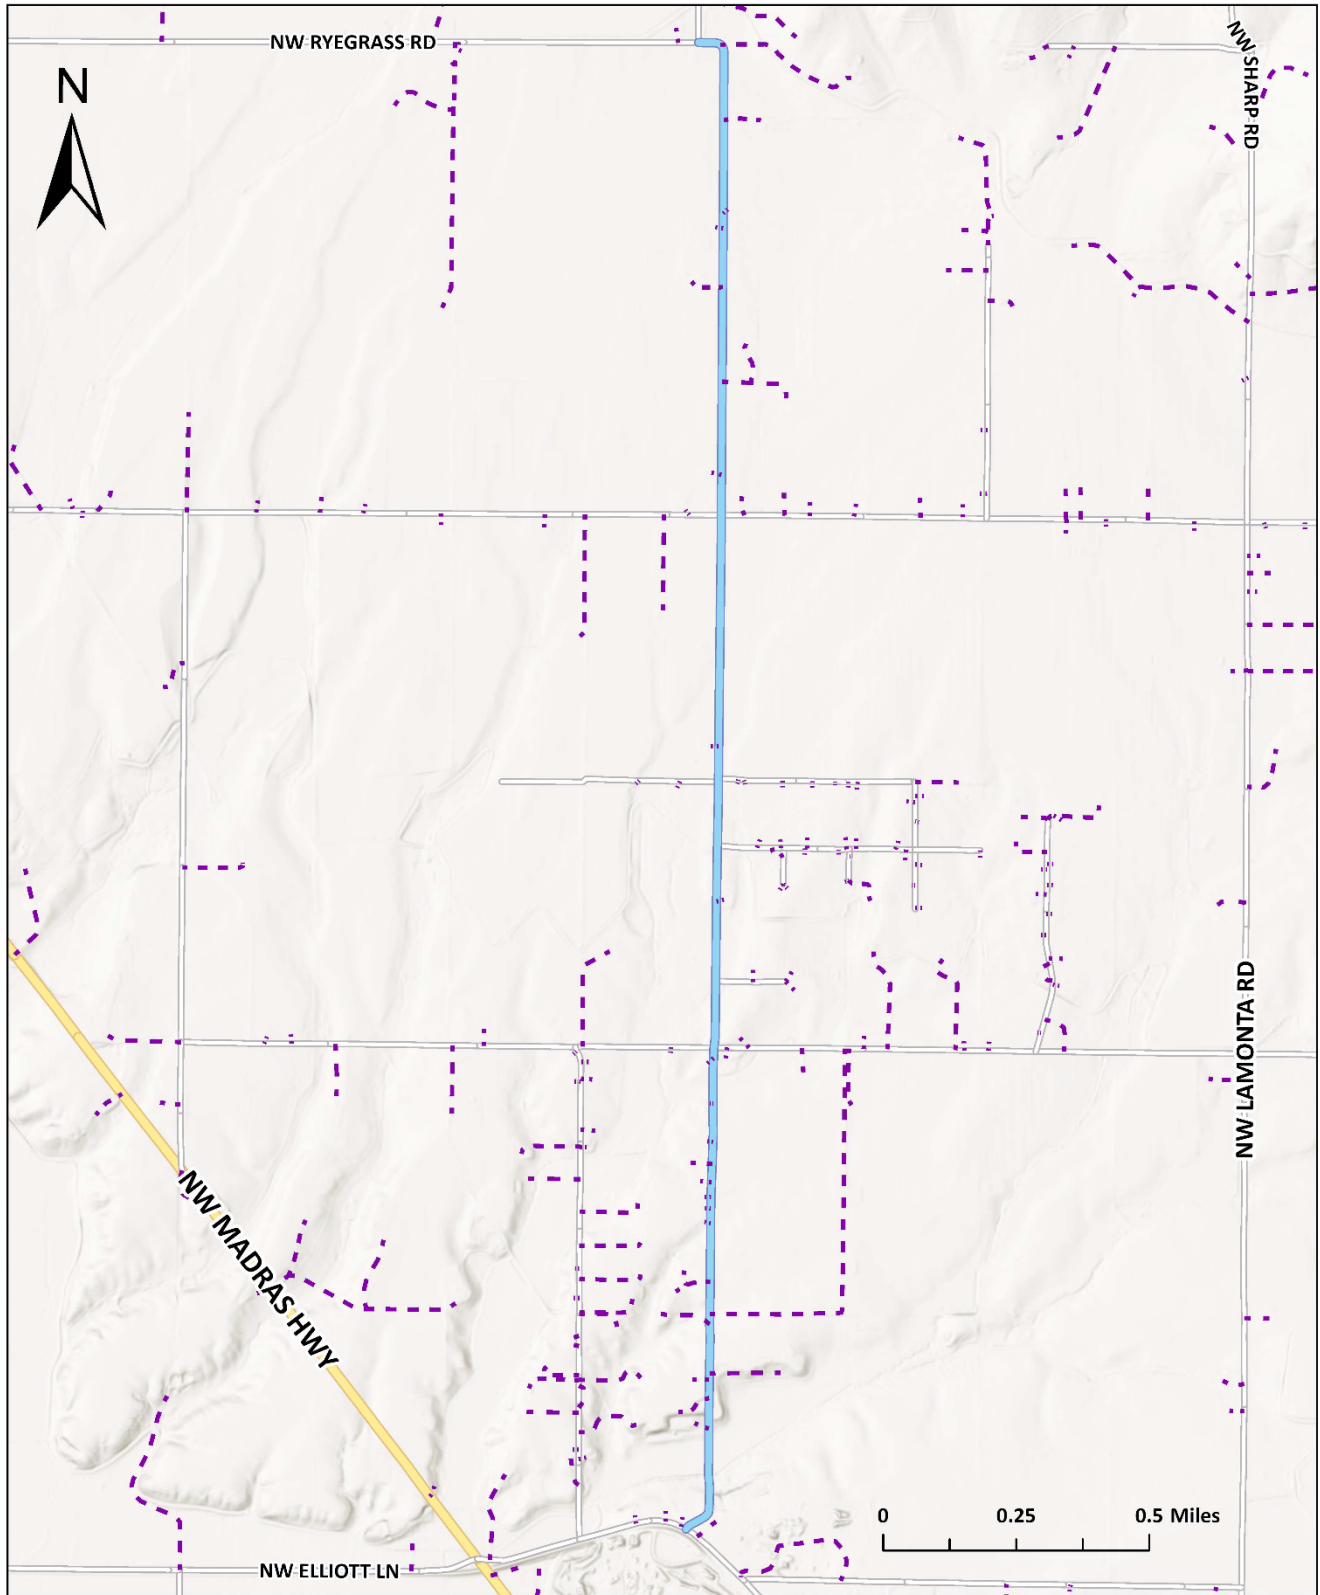 NW RYEGRASS RD
NW SHARP RD
N
NW LAMONTA RD
NW MADRAS HWY
0 0.25 0.5 Miles
NW ELLIOTT LN